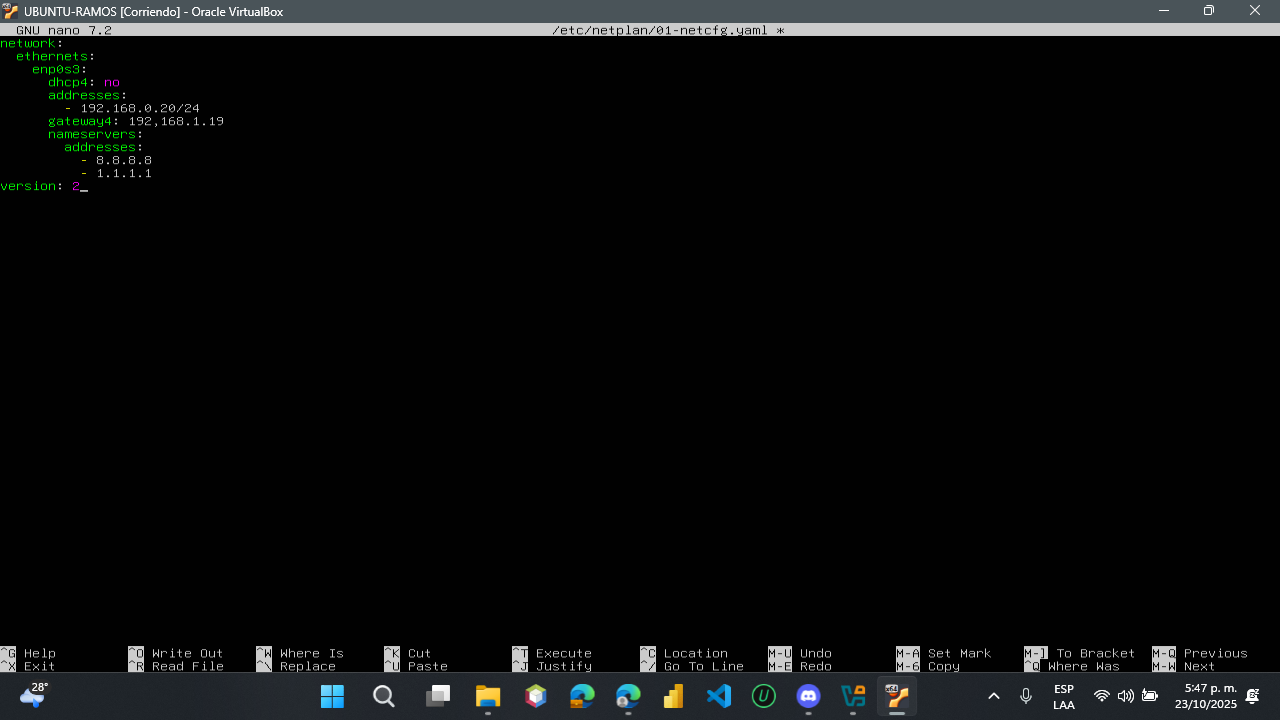 UBUNTU-RAMOS [Corriendo] - Oracle VirtualBox
GNU nano 7.2 /etc/netplan/01-netcfg.yaml *
network:
  ethernets:
    enp0s3:
      dhcp4: no
      addresses:
        - 192.168.0.20/24
      gateway4: 192,168.1.19
      nameservers:
        addresses:
          - 8.8.8.8
          - 1.1.1.1
version: 2_
^G Help ^O Write Out ^W Where Is ^K Cut ^T Execute ^C Location M-U Undo M-A Set Mark M-] To Bracket M-Q Previous
^X Exit ^R Read File ^\ Replace ^U Paste ^J Justify ^/ Go To Line M-E Redo M-6 Copy ^Q Where Was M-W Next
28°
ESP
LAA
5:47 p. m.
23/10/2025